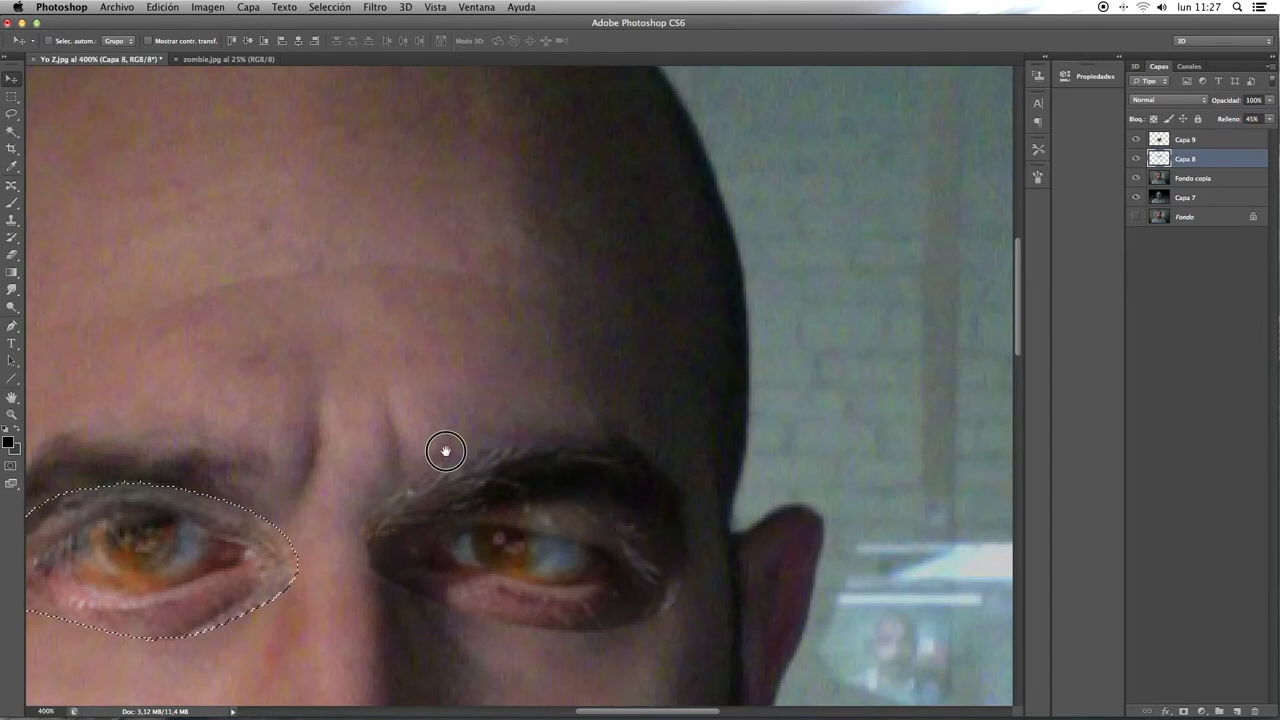 Photoshop Archivo Edición Imagen Capa Texto Selección Filtro 3D Vista Ventana Ayuda lun 11:27
Adobe Photoshop CS6
Selec. autom.: Grupo Mostrar contr. transf. Modo 3D: 3D
× Yo Z.jpg al 400% (Capa 8, RGB/8*) * × zombie.jpg al 25% (RGB/8)
3D Capas Canales
Propiedades
Tipo
Normal Opacidad: 100%
Bloq.: Relleno: 45%
Capa 9
Capa 8
Fondo copia
Capa 7
Fondo
400% Doc: 3,12 MB/11,4 MB